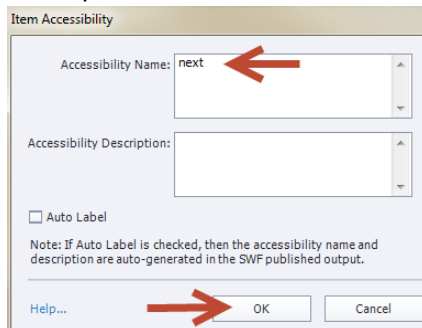 Item Accessibility
Accessibility Name: next
Accessibility Description:
Auto Label
Note: If Auto Label is checked, then the accessibility name and
description are auto-generated in the SWF published output.
Help... OK Cancel